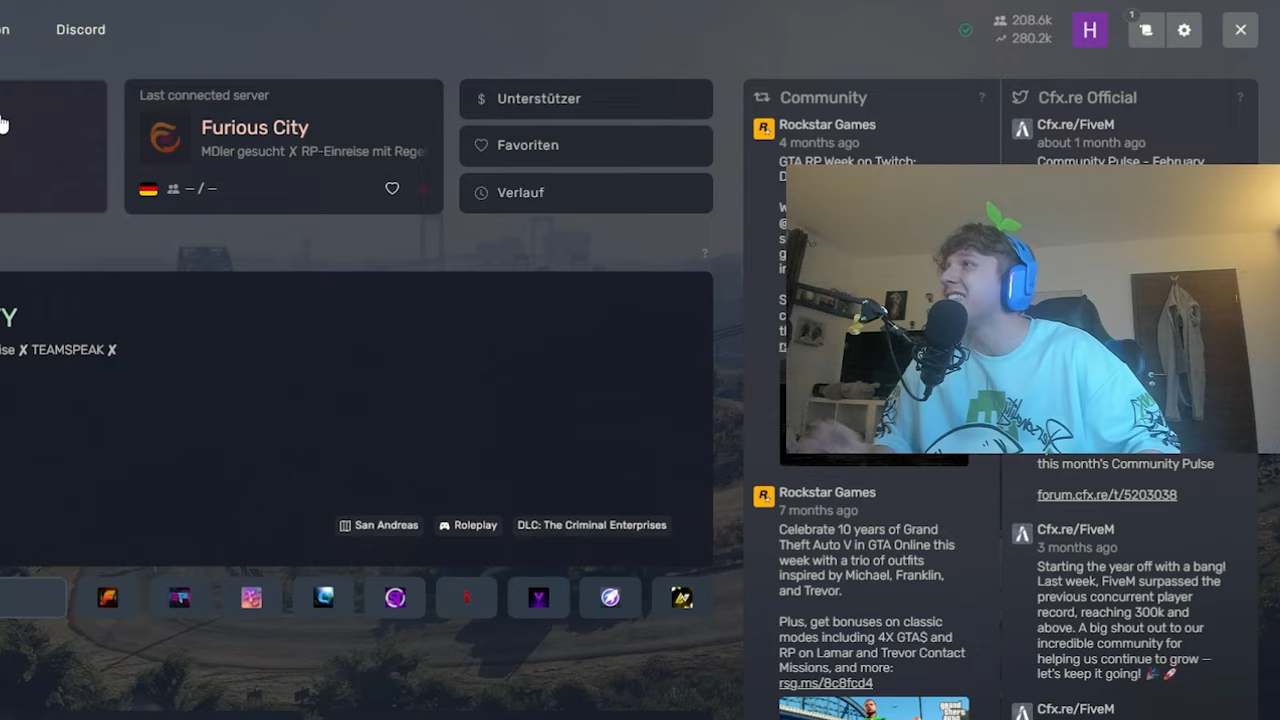 on
Discord
208.6k
280.2k
H
1
Last connected server
Furious City
MDler gesucht ✗ RP-Einreise mit Rege
– / –
Unterstützer
Favoriten
Verlauf
?
Y
ise ✗ TEAMSPEAK ✗
San Andreas
Roleplay
DLC: The Criminal Enterprises
Community
?
Rockstar Games
4 months ago
GTA RP Week on Twitch:
Rockstar Games
7 months ago
Celebrate 10 years of Grand
Theft Auto V in GTA Online this
week with a trio of outfits
inspired by Michael, Franklin,
and Trevor.
Plus, get bonuses on classic
modes including 4X GTA$ and
RP on Lamar and Trevor Contact
Missions, and more:
rsg.ms/8c8fcd4
Cfx.re Official
?
Cfx.re/FiveM
about 1 month ago
Community Pulse – February
this month's Community Pulse
forum.cfx.re/t/5203038
Cfx.re/FiveM
3 months ago
Starting the year off with a bang!
Last week, FiveM surpassed the
previous concurrent player
record, reaching 300k and
above. A big shout out to our
incredible community for
helping us continue to grow —
let's keep it going! 🎉 🚀
Cfx.re/FiveM